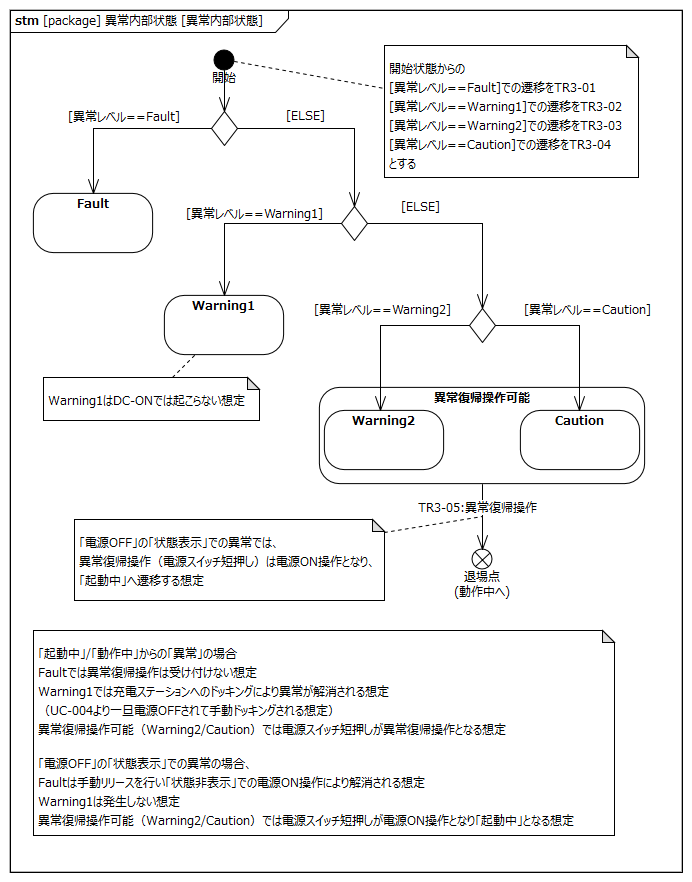 stm [package] 異常内部状態 [異常内部状態]
開始
開始状態からの
[異常レベル==Fault]での遷移をTR3-01
[異常レベル==Warning1]での遷移をTR3-02
[異常レベル==Warning2]での遷移をTR3-03
[異常レベル==Caution]での遷移をTR3-04
とする
[異常レベル==Fault]
[ELSE]
Fault
[異常レベル==Warning1]
[ELSE]
Warning1
[異常レベル==Warning2]
[異常レベル==Caution]
Warning1はDC-ONでは起こらない想定
異常復帰操作可能
Warning2
Caution
TR3-05:異常復帰操作
「電源OFF」の「状態表示」での異常では、
異常復帰操作（電源スイッチ短押し）は電源ON操作となり、
「起動中」へ遷移する想定
退場点
(動作中へ)
「起動中」/「動作中」からの「異常」の場合
Faultでは異常復帰操作は受け付けない想定
Warning1では充電ステーションへのドッキングにより異常が解消される想定
（UC-004より一旦電源OFFされて手動ドッキングされる想定）
異常復帰操作可能（Warning2/Caution）では電源スイッチ短押しが異常復帰操作となる想定
「電源OFF」の「状態表示」での異常の場合、
Faultは手動リリースを行い「状態非表示」での電源ON操作により解消される想定
Warning1は発生しない想定
異常復帰操作可能（Warning2/Caution）では電源スイッチ短押しが電源ON操作となり「起動中」となる想定